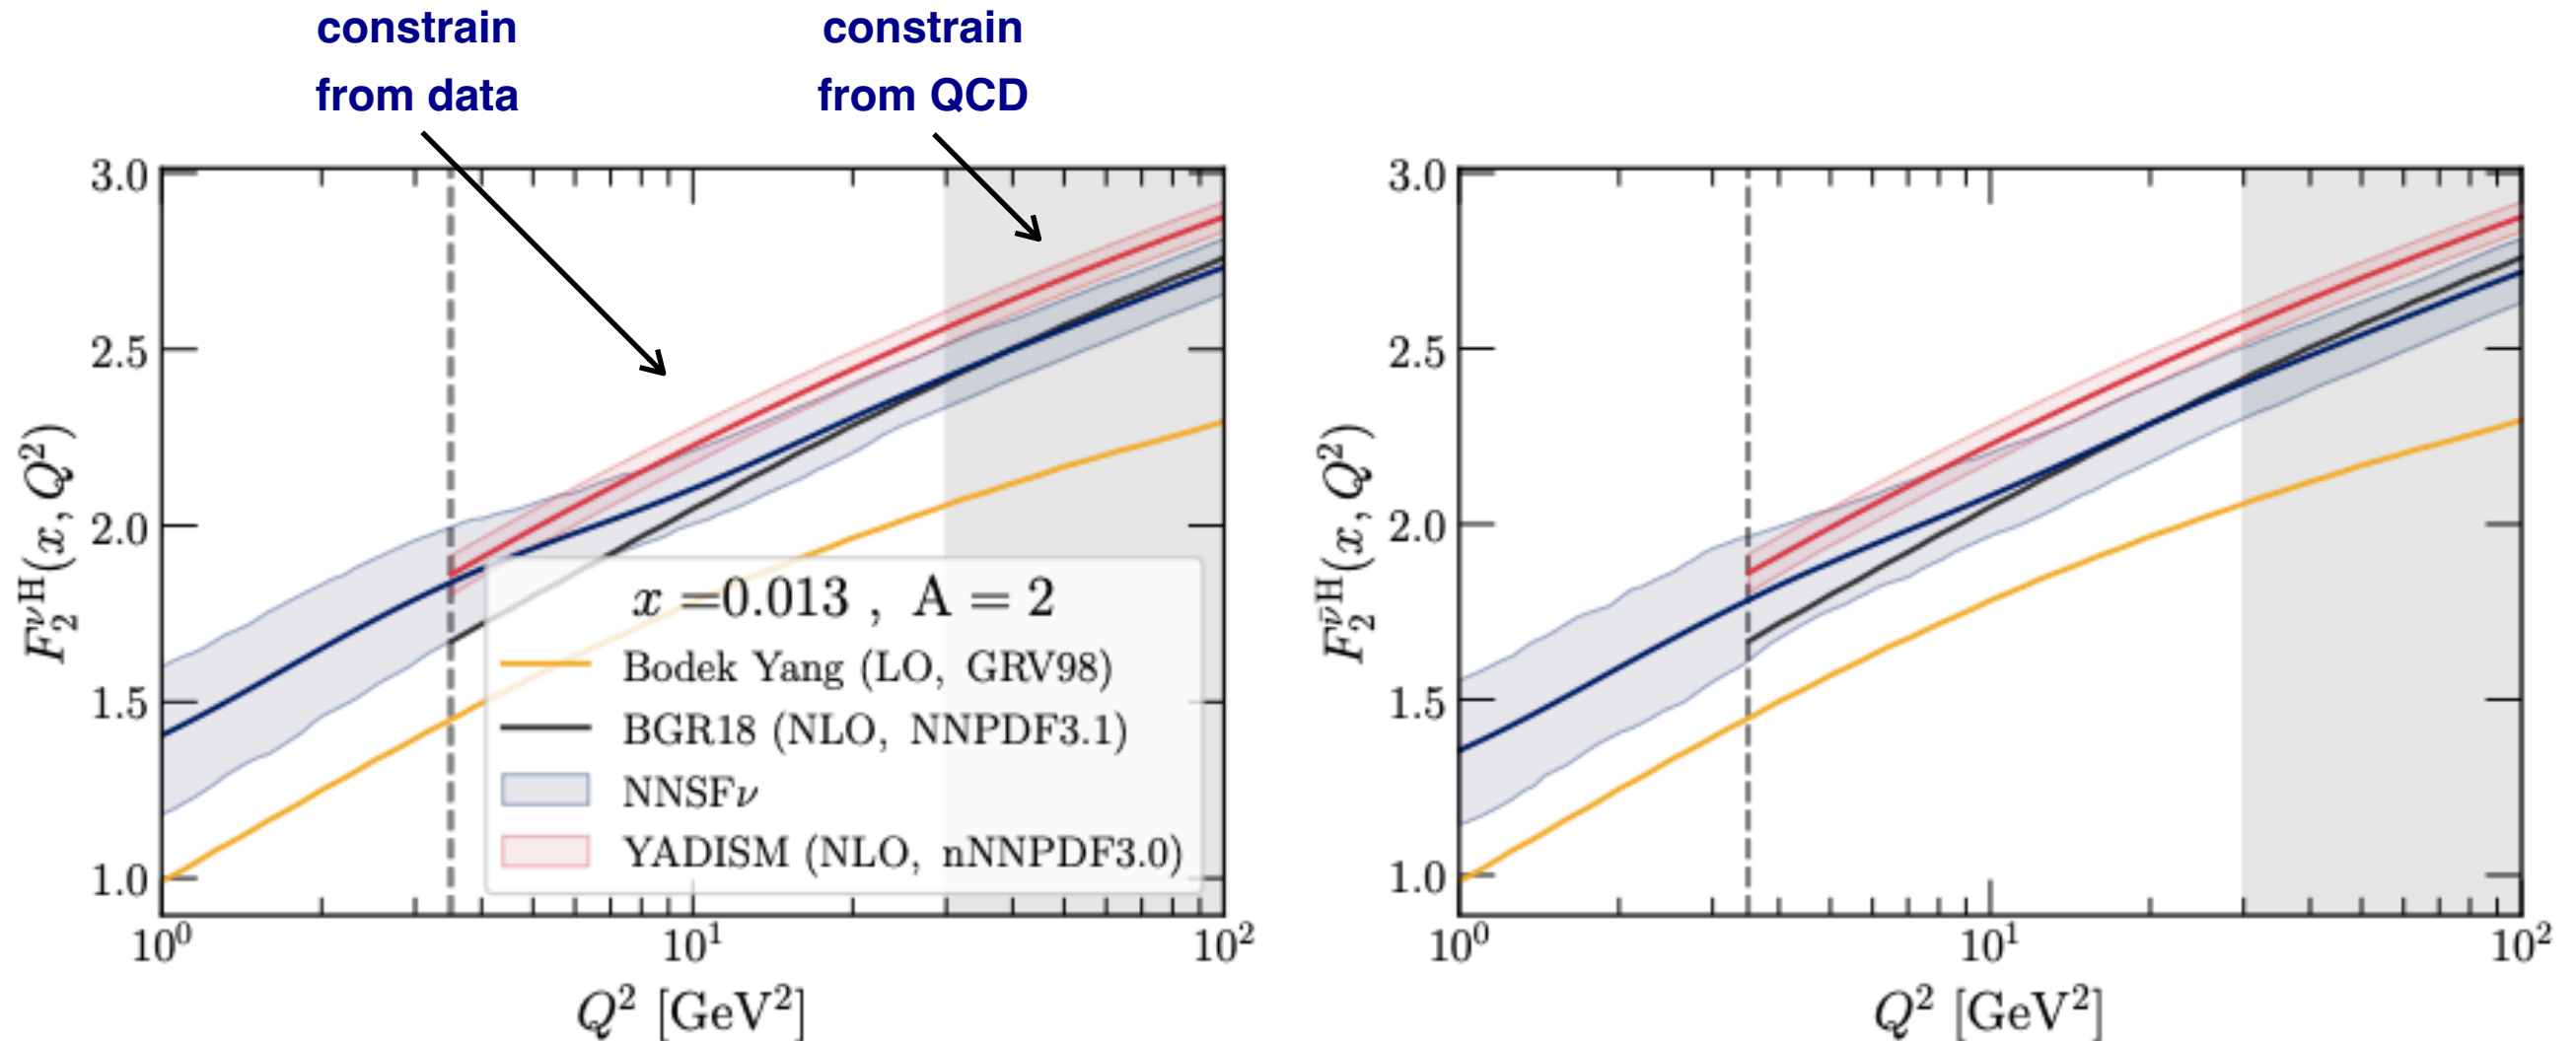 constrain
from data
constrain
from QCD
3.0
2.5
2.0
1.5
1.0
F₂^{νH}(x, Q²)
x =0.013 , A = 2
Bodek Yang (LO, GRV98)
BGR18 (NLO, NNPDF3.1)
NNSFν
YADISM (NLO, nNNPDF3.0)
10⁰ 10¹ 10²
Q² [GeV²]
3.0
2.5
2.0
1.5
1.0
F₂^{ν̄H}(x, Q²)
10⁰ 10¹ 10²
Q² [GeV²]